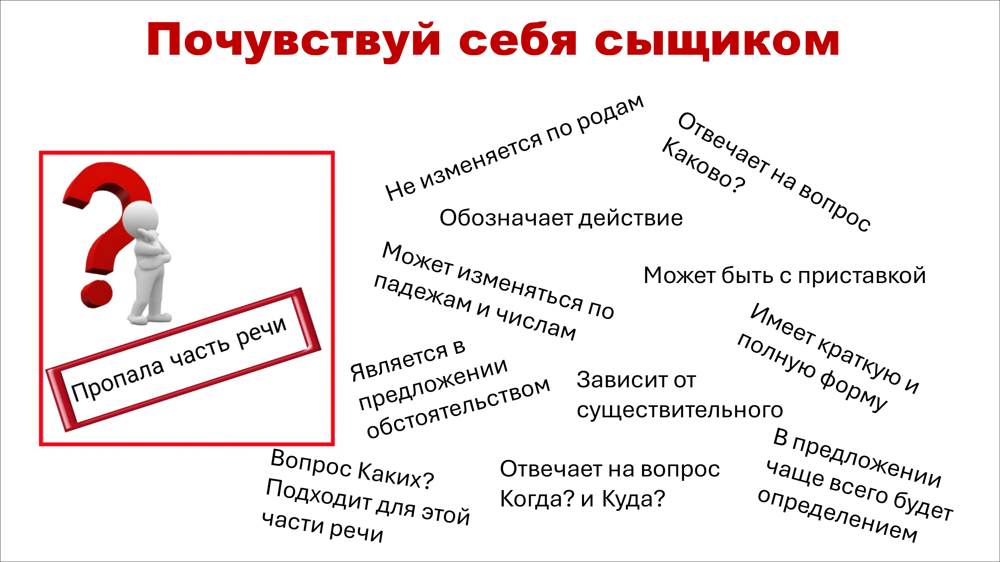 Почувствуй себя сыщиком
Не изменяется по родам
Отвечает на вопрос
Каково?
Обозначает действие
Может изменяться по
падежам и числам
Может быть с приставкой
Имеет краткую и
полную форму
Пропала часть речи
Является в
предложении
обстоятельством
Зависит от
существительного
В предложении
чаще всего будет
определением
Вопрос Каких?
Подходит для этой
части речи
Отвечает на вопрос
Когда? и Куда?